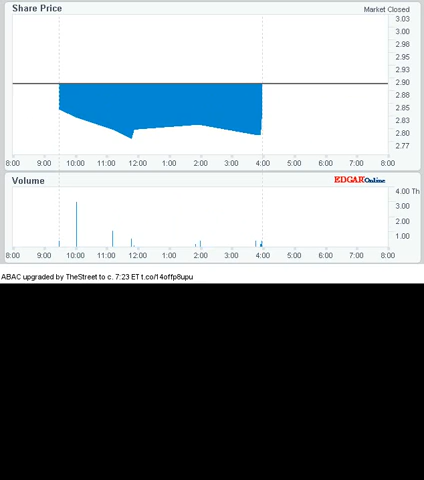 Share Price
Market Closed
3.03
3.00
2.98
2.95
2.93
2.90
2.88
2.85
2.83
2.80
2.77
8:00 9:00 10:00 11:00 12:00 1:00 2:00 3:00 4:00 5:00 6:00 7:00 8:00
Volume
EDGAROnline
4.00 Th
3.00
2.00
1.00
8:00 9:00 10:00 11:00 12:00 1:00 2:00 3:00 4:00 5:00 6:00 7:00 8:00
ABAC upgraded by TheStreet to c. 7:23 ET t.co/14offp8upu